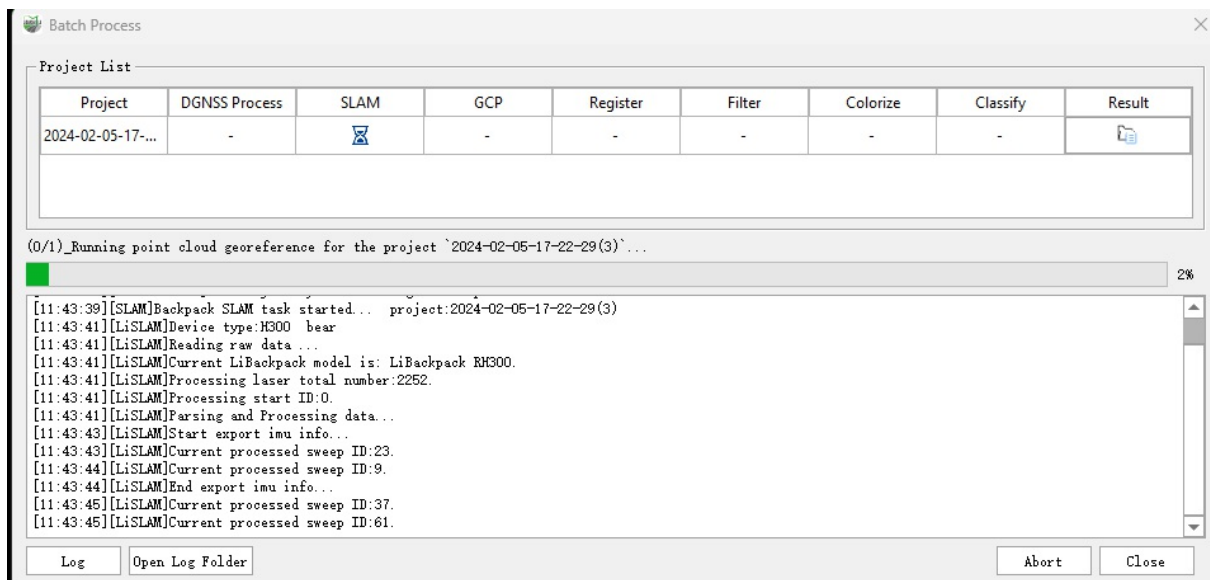 Batch Process
Project List
Project DGNSS Process SLAM GCP Register Filter Colorize Classify Result
2024-02-05-17-... - - - - - -
(0/1)_Running point cloud georeference for the project `2024-02-05-17-22-29(3)`...
2%
[11:43:39][SLAM]Backpack SLAM task started... project:2024-02-05-17-22-29(3)
[11:43:41][LiSLAM]Device type:H300 bear
[11:43:41][LiSLAM]Reading raw data ...
[11:43:41][LiSLAM]Current LiBackpack model is: LiBackpack RH300.
[11:43:41][LiSLAM]Processing laser total number:2252.
[11:43:41][LiSLAM]Processing start ID:0.
[11:43:41][LiSLAM]Parsing and Processing data...
[11:43:43][LiSLAM]Start export imu info...
[11:43:43][LiSLAM]Current processed sweep ID:23.
[11:43:44][LiSLAM]Current processed sweep ID:9.
[11:43:44][LiSLAM]End export imu info...
[11:43:45][LiSLAM]Current processed sweep ID:37.
[11:43:45][LiSLAM]Current processed sweep ID:61.
Log Open Log Folder Abort Close